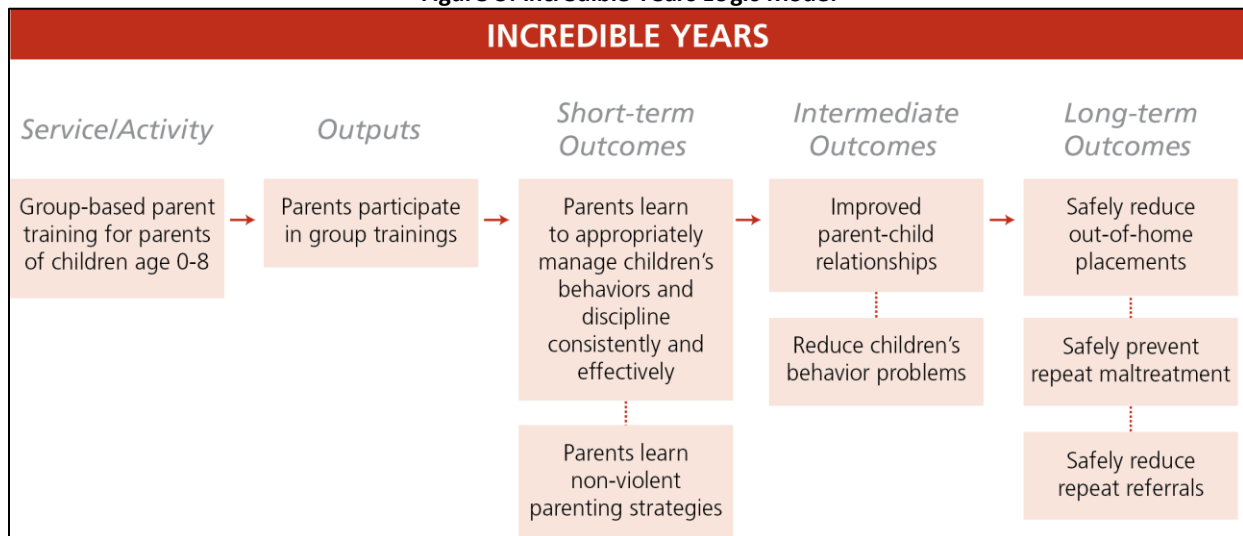 INCREDIBLE YEARS
Service/Activity
Outputs
Short-term
Outcomes
Intermediate
Outcomes
Long-term
Outcomes
Group-based parent
training for parents
of children age 0-8
Parents participate
in group trainings
Parents learn
to appropriately
manage children's
behaviors and
discipline
consistently and
effectively
Parents learn
non-violent
parenting strategies
Improved
parent-child
relationships
Reduce children's
behavior problems
Safely reduce
out-of-home
placements
Safely prevent
repeat maltreatment
Safely reduce
repeat referrals